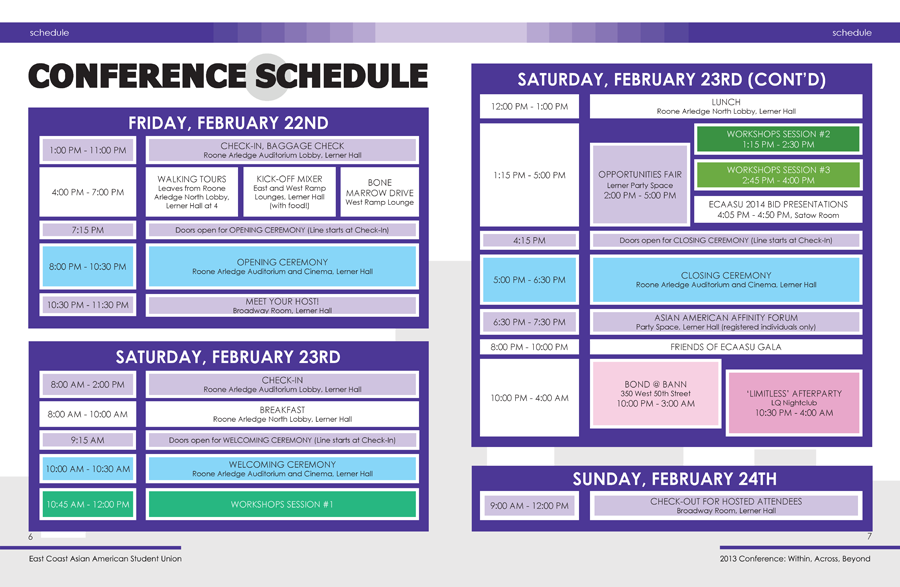 schedule
schedule
CONFERENCE SCHEDULE
FRIDAY, FEBRUARY 22ND
1:00 PM - 11:00 PM
CHECK-IN, BAGGAGE CHECK
Roone Arledge Auditorium Lobby, Lerner Hall
4:00 PM - 7:00 PM
WALKING TOURS
Leaves from Roone
Arledge North Lobby,
Lerner Hall at 4
KICK-OFF MIXER
East and West Ramp
Lounges, Lerner Hall
(with food!)
BONE
MARROW DRIVE
West Ramp Lounge
7:15 PM
Doors open for OPENING CEREMONY (Line starts at Check-In)
8:00 PM - 10:30 PM
OPENING CEREMONY
Roone Arledge Auditorium and Cinema, Lerner Hall
10:30 PM - 11:30 PM
MEET YOUR HOST!
Broadway Room, Lerner Hall
SATURDAY, FEBRUARY 23RD
8:00 AM - 2:00 PM
CHECK-IN
Roone Arledge Auditorium Lobby, Lerner Hall
8:00 AM - 10:00 AM
BREAKFAST
Roone Arledge North Lobby, Lerner Hall
9:15 AM
Doors open for WELCOMING CEREMONY (Line starts at Check-In)
10:00 AM - 10:30 AM
WELCOMING CEREMONY
Roone Arledge Auditorium and Cinema, Lerner Hall
10:45 AM - 12:00 PM
WORKSHOPS SESSION #1
6
East Coast Asian American Student Union
SATURDAY, FEBRUARY 23RD (CONT'D)
12:00 PM - 1:00 PM
LUNCH
Roone Arledge North Lobby, Lerner Hall
1:15 PM - 5:00 PM
OPPORTUNITIES FAIR
Lerner Party Space
2:00 PM - 5:00 PM
WORKSHOPS SESSION #2
1:15 PM - 2:30 PM
WORKSHOPS SESSION #3
2:45 PM - 4:00 PM
ECAASU 2014 BID PRESENTATIONS
4:05 PM - 4:50 PM, Satow Room
4:15 PM
Doors open for CLOSING CEREMONY (Line starts at Check-In)
5:00 PM - 6:30 PM
CLOSING CEREMONY
Roone Arledge Auditorium and Cinema, Lerner Hall
6:30 PM - 7:30 PM
ASIAN AMERICAN AFFINITY FORUM
Party Space, Lerner Hall (registered individuals only)
8:00 PM - 10:00 PM
FRIENDS OF ECAASU GALA
10:00 PM - 4:00 AM
BOND @ BANN
350 West 50th Street
10:00 PM - 3:00 AM
'LIMITLESS' AFTERPARTY
LQ Nightclub
10:30 PM - 4:00 AM
SUNDAY, FEBRUARY 24TH
9:00 AM - 12:00 PM
CHECK-OUT FOR HOSTED ATTENDEES
Broadway Room, Lerner Hall
7
2013 Conference: Within, Across, Beyond